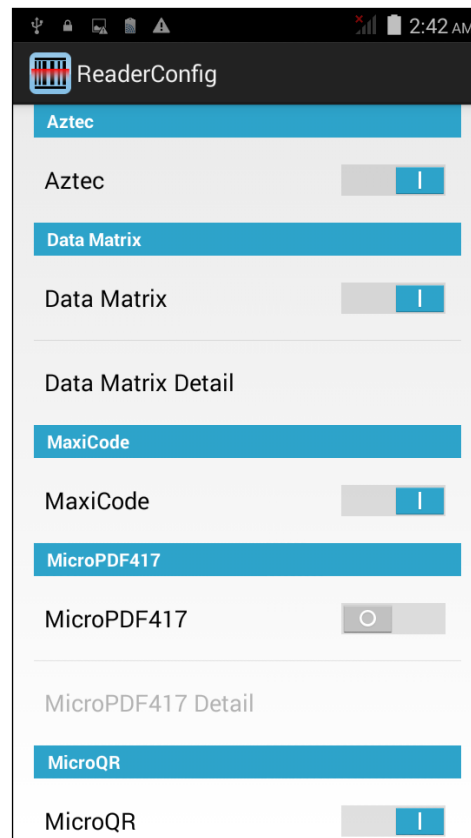 2:42 AM
ReaderConfig
Aztec
Aztec
Data Matrix
Data Matrix
Data Matrix Detail
MaxiCode
MaxiCode
MicroPDF417
MicroPDF417
MicroPDF417 Detail
MicroQR
MicroQR